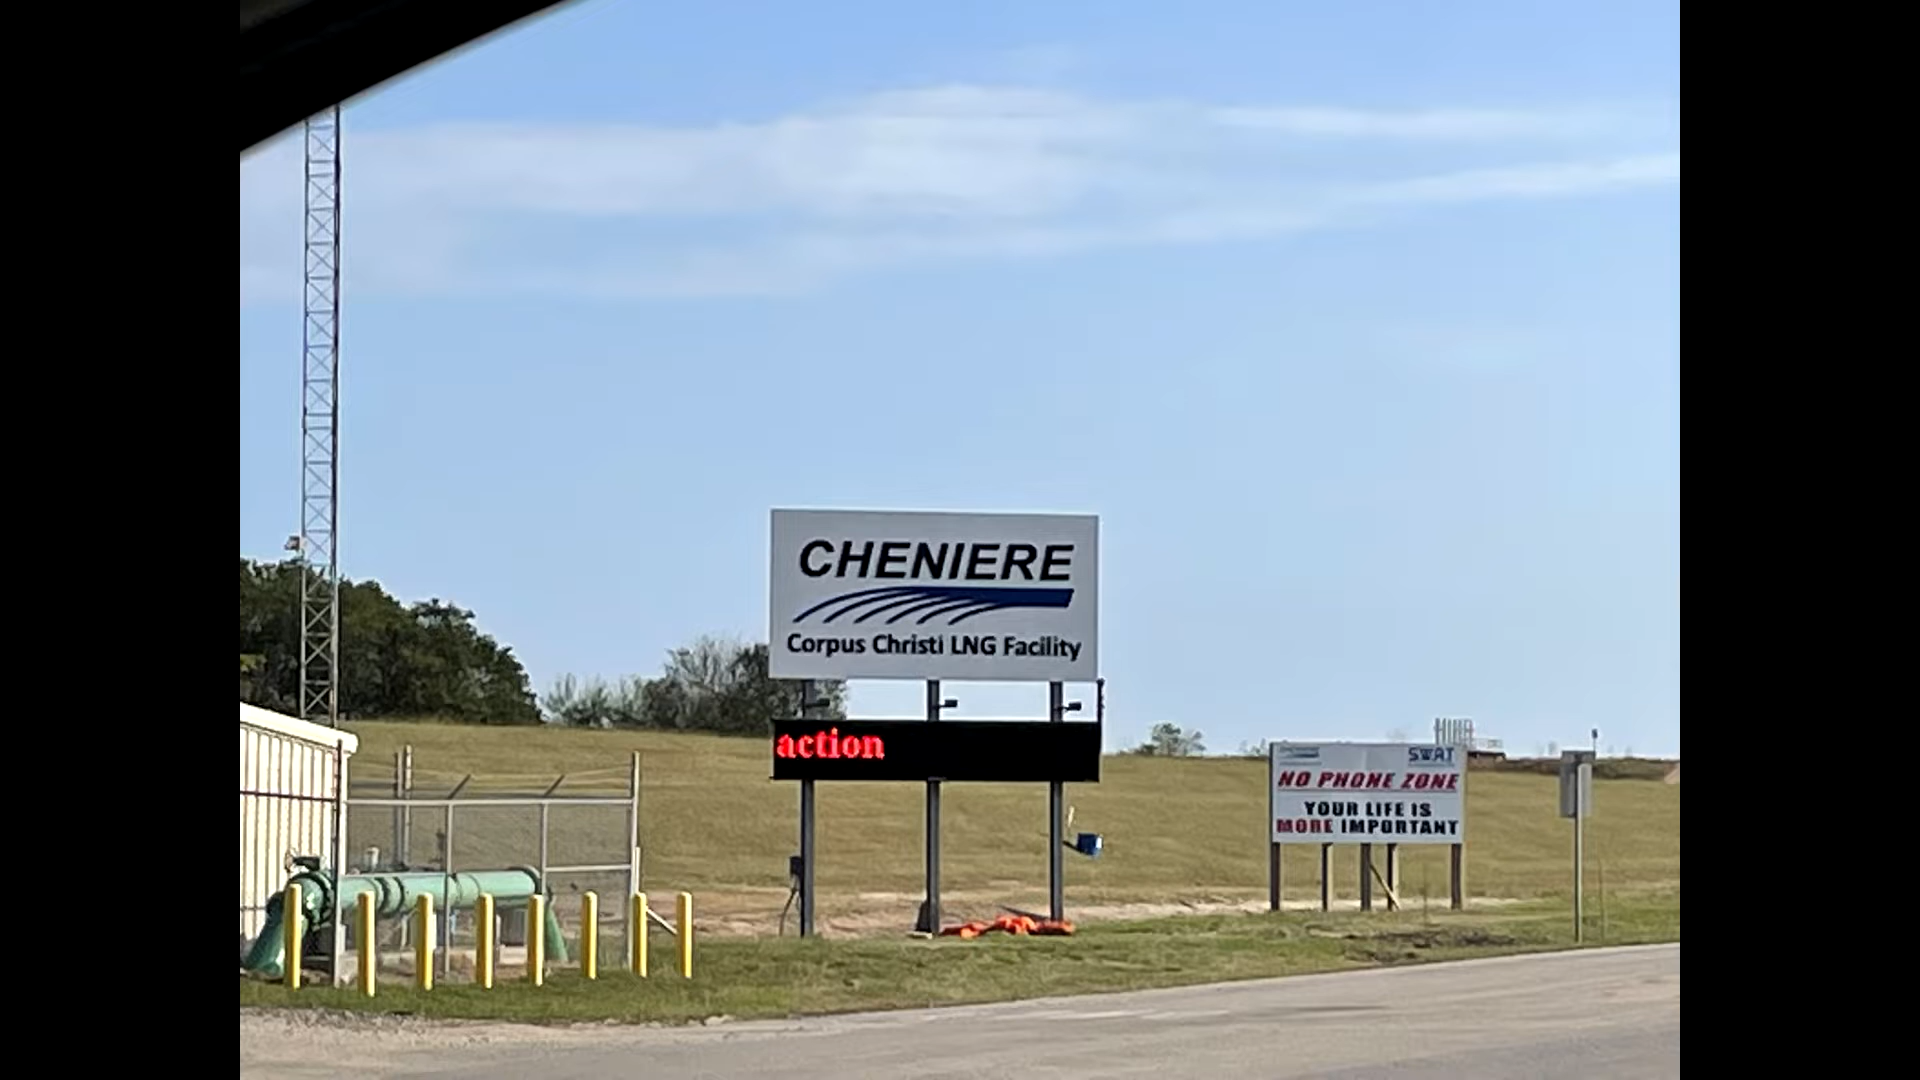 CHENIERE
Corpus Christi LNG Facility
action
SWAT
NO PHONE ZONE
YOUR LIFE IS
MORE IMPORTANT